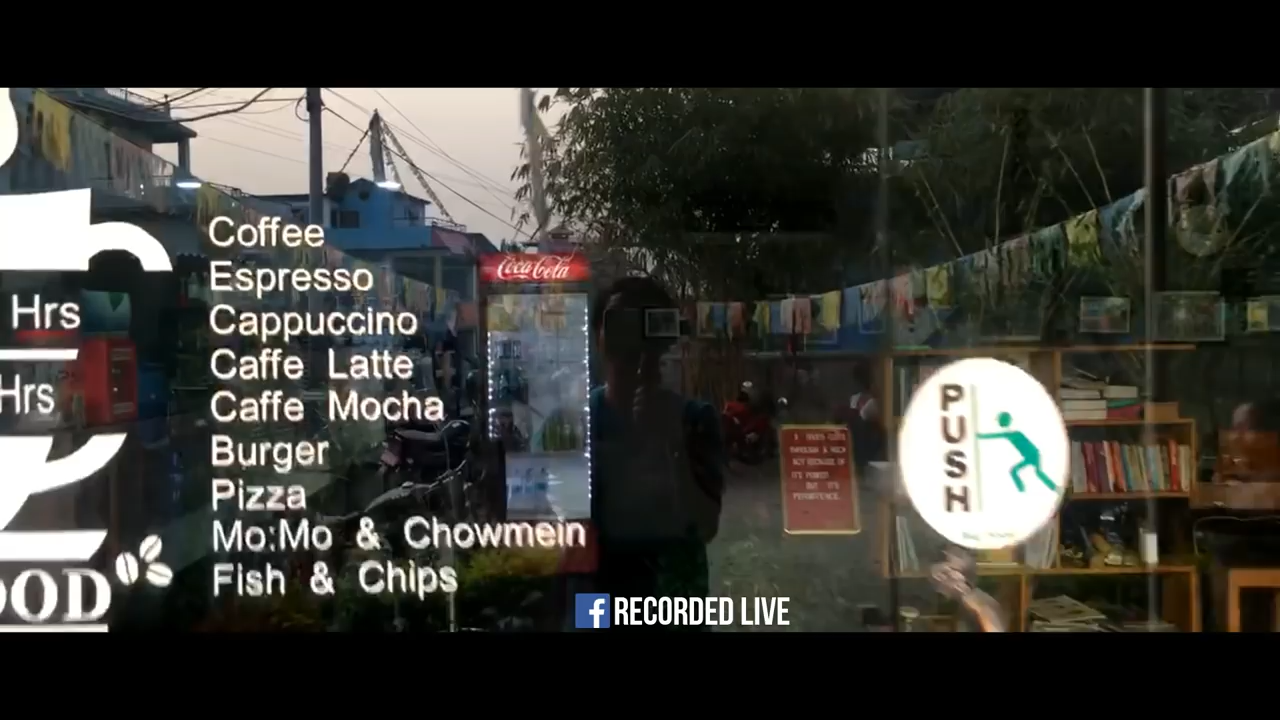 Coffee
Espresso
Cappuccino
Caffe Latte
Caffe Mocha
Burger
Pizza
Mo:Mo & Chowmein
Fish & Chips
Hrs
Hrs
OOD
Coca-Cola
PUSH
RECORDED LIVE